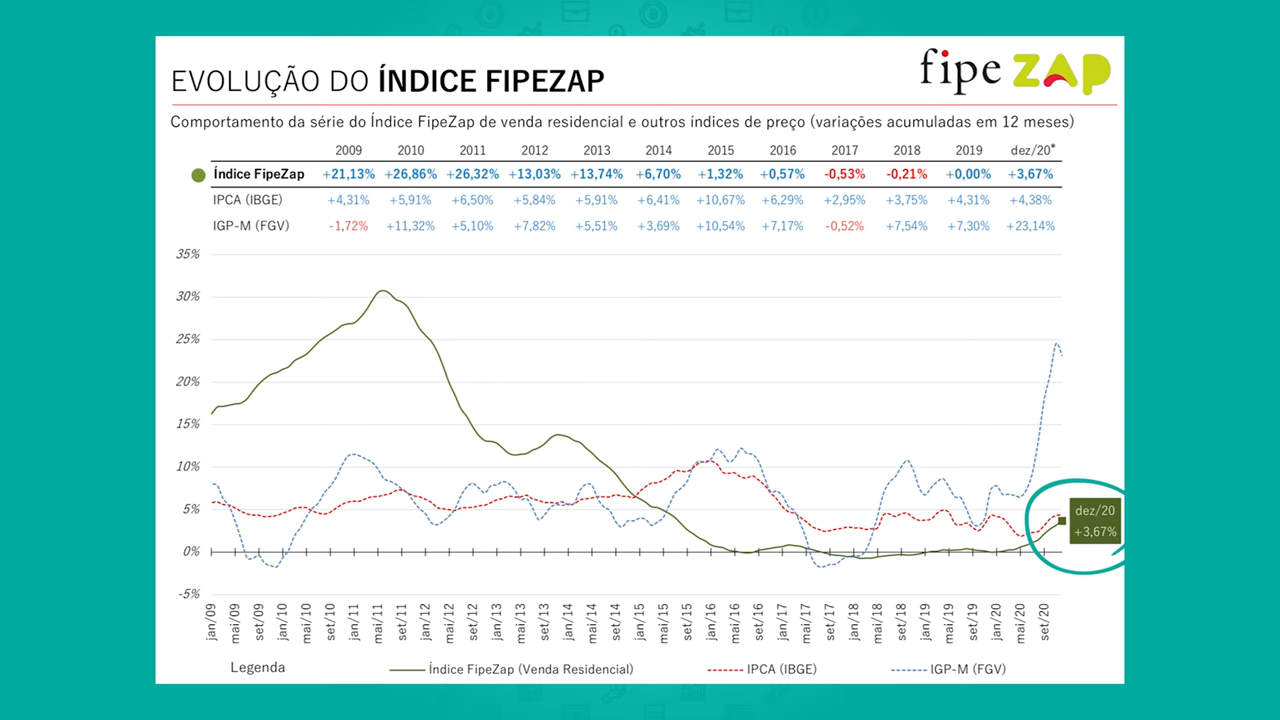 EVOLUÇÃO DO ÍNDICE FIPEZAP
fipe ZAP
Comportamento da série do Índice FipeZap de venda residencial e outros índices de preço (variações acumuladas em 12 meses)
2009 2010 2011 2012 2013 2014 2015 2016 2017 2018 2019 dez/20*
Índice FipeZap +21,13% +26,86% +26,32% +13,03% +13,74% +6,70% +1,32% +0,57% -0,53% -0,21% +0,00% +3,67%
IPCA (IBGE) +4,31% +5,91% +6,50% +5,84% +5,91% +6,41% +10,67% +6,29% +2,95% +3,75% +4,31% +4,38%
IGP-M (FGV) -1,72% +11,32% +5,10% +7,82% +5,51% +3,69% +10,54% +7,17% -0,52% +7,54% +7,30% +23,14%
35%
30%
25%
20%
15%
10%
5%
0%
-5%
dez/20
+3,67%
jan/09 mai/09 set/09 jan/10 mai/10 set/10 jan/11 mai/11 set/11 jan/12 mai/12 set/12 jan/13 mai/13 set/13 jan/14 mai/14 set/14 jan/15 mai/15 set/15 jan/16 mai/16 set/16 jan/17 mai/17 set/17 jan/18 mai/18 set/18 jan/19 mai/19 set/19 jan/20 mai/20 set/20
Legenda Índice FipeZap (Venda Residencial) IPCA (IBGE) IGP-M (FGV)